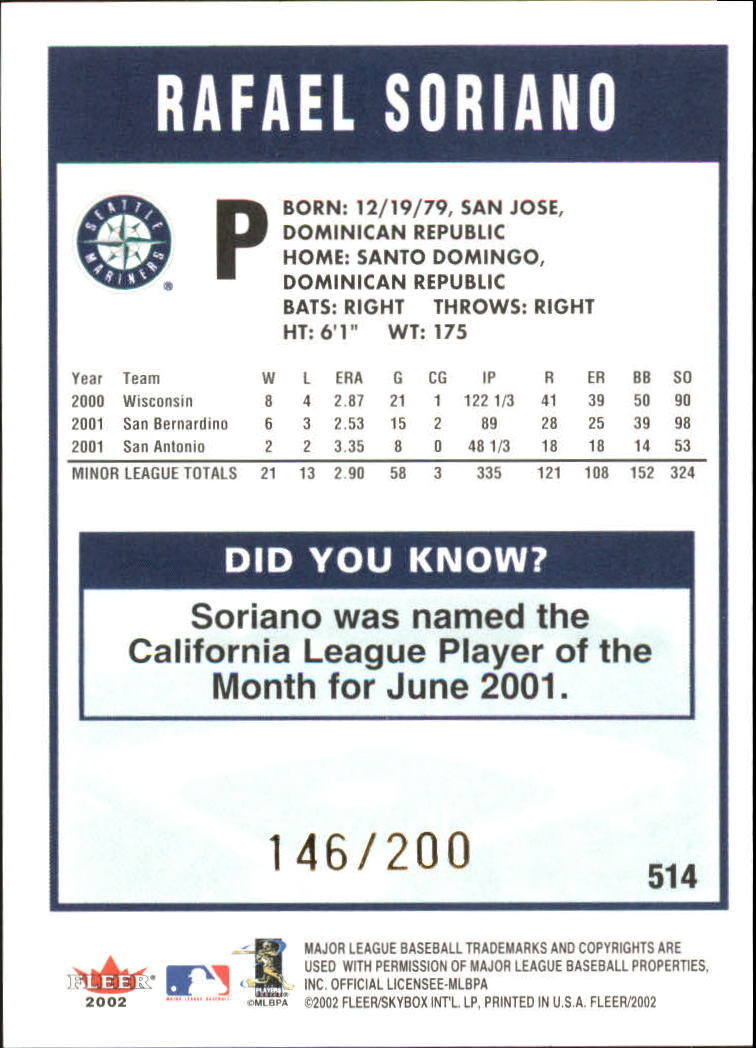 RAFAEL SORIANO
SEATTLE
MARINERS
®
P
BORN: 12/19/79, SAN JOSE,
DOMINICAN REPUBLIC
HOME: SANTO DOMINGO,
DOMINICAN REPUBLIC
BATS: RIGHT THROWS: RIGHT
HT: 6'1" WT: 175
Year Team W L ERA G CG IP R ER BB SO
2000 Wisconsin 8 4 2.87 21 1 122 1/3 41 39 50 90
2001 San Bernardino 6 3 2.53 15 2 89 28 25 39 98
2001 San Antonio 2 2 3.35 8 0 48 1/3 18 18 14 53
MINOR LEAGUE TOTALS 21 13 2.90 58 3 335 121 108 152 324
DID YOU KNOW?
Soriano was named the
California League Player of the
Month for June 2001.
146/200
514
FLEER®
2002
MAJOR LEAGUE BASEBALL
PLAYERS
©MLBPA
MAJOR LEAGUE BASEBALL TRADEMARKS AND COPYRIGHTS ARE
USED WITH PERMISSION OF MAJOR LEAGUE BASEBALL PROPERTIES,
INC. OFFICIAL LICENSEE-MLBPA
©2002 FLEER/SKYBOX INT'L. LP, PRINTED IN U.S.A. FLEER/2002